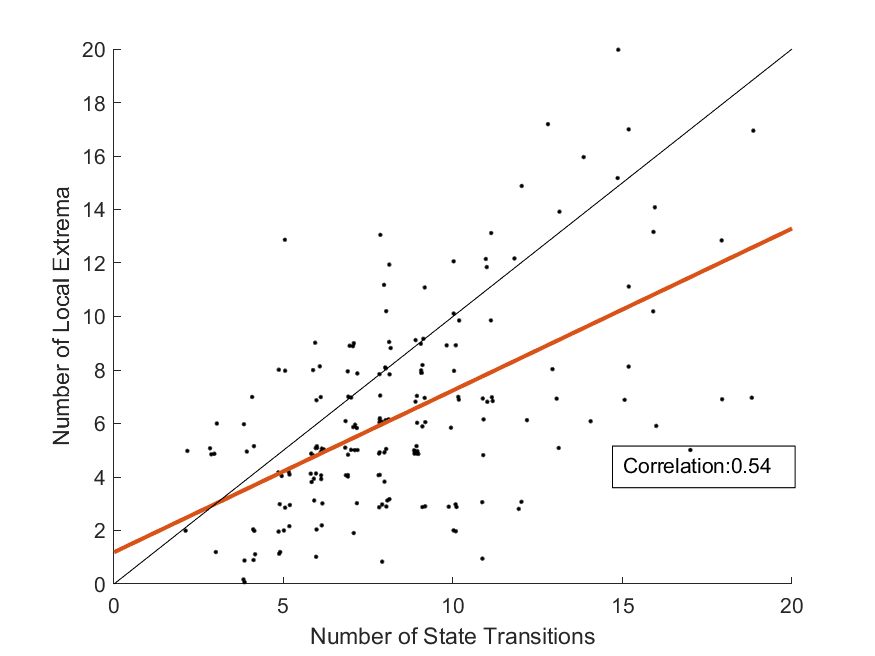 20
18
16
14
12
10
8
6
4
2
0
Number of Local Extrema
Correlation:0.54
0 5 10 15 20
Number of State Transitions